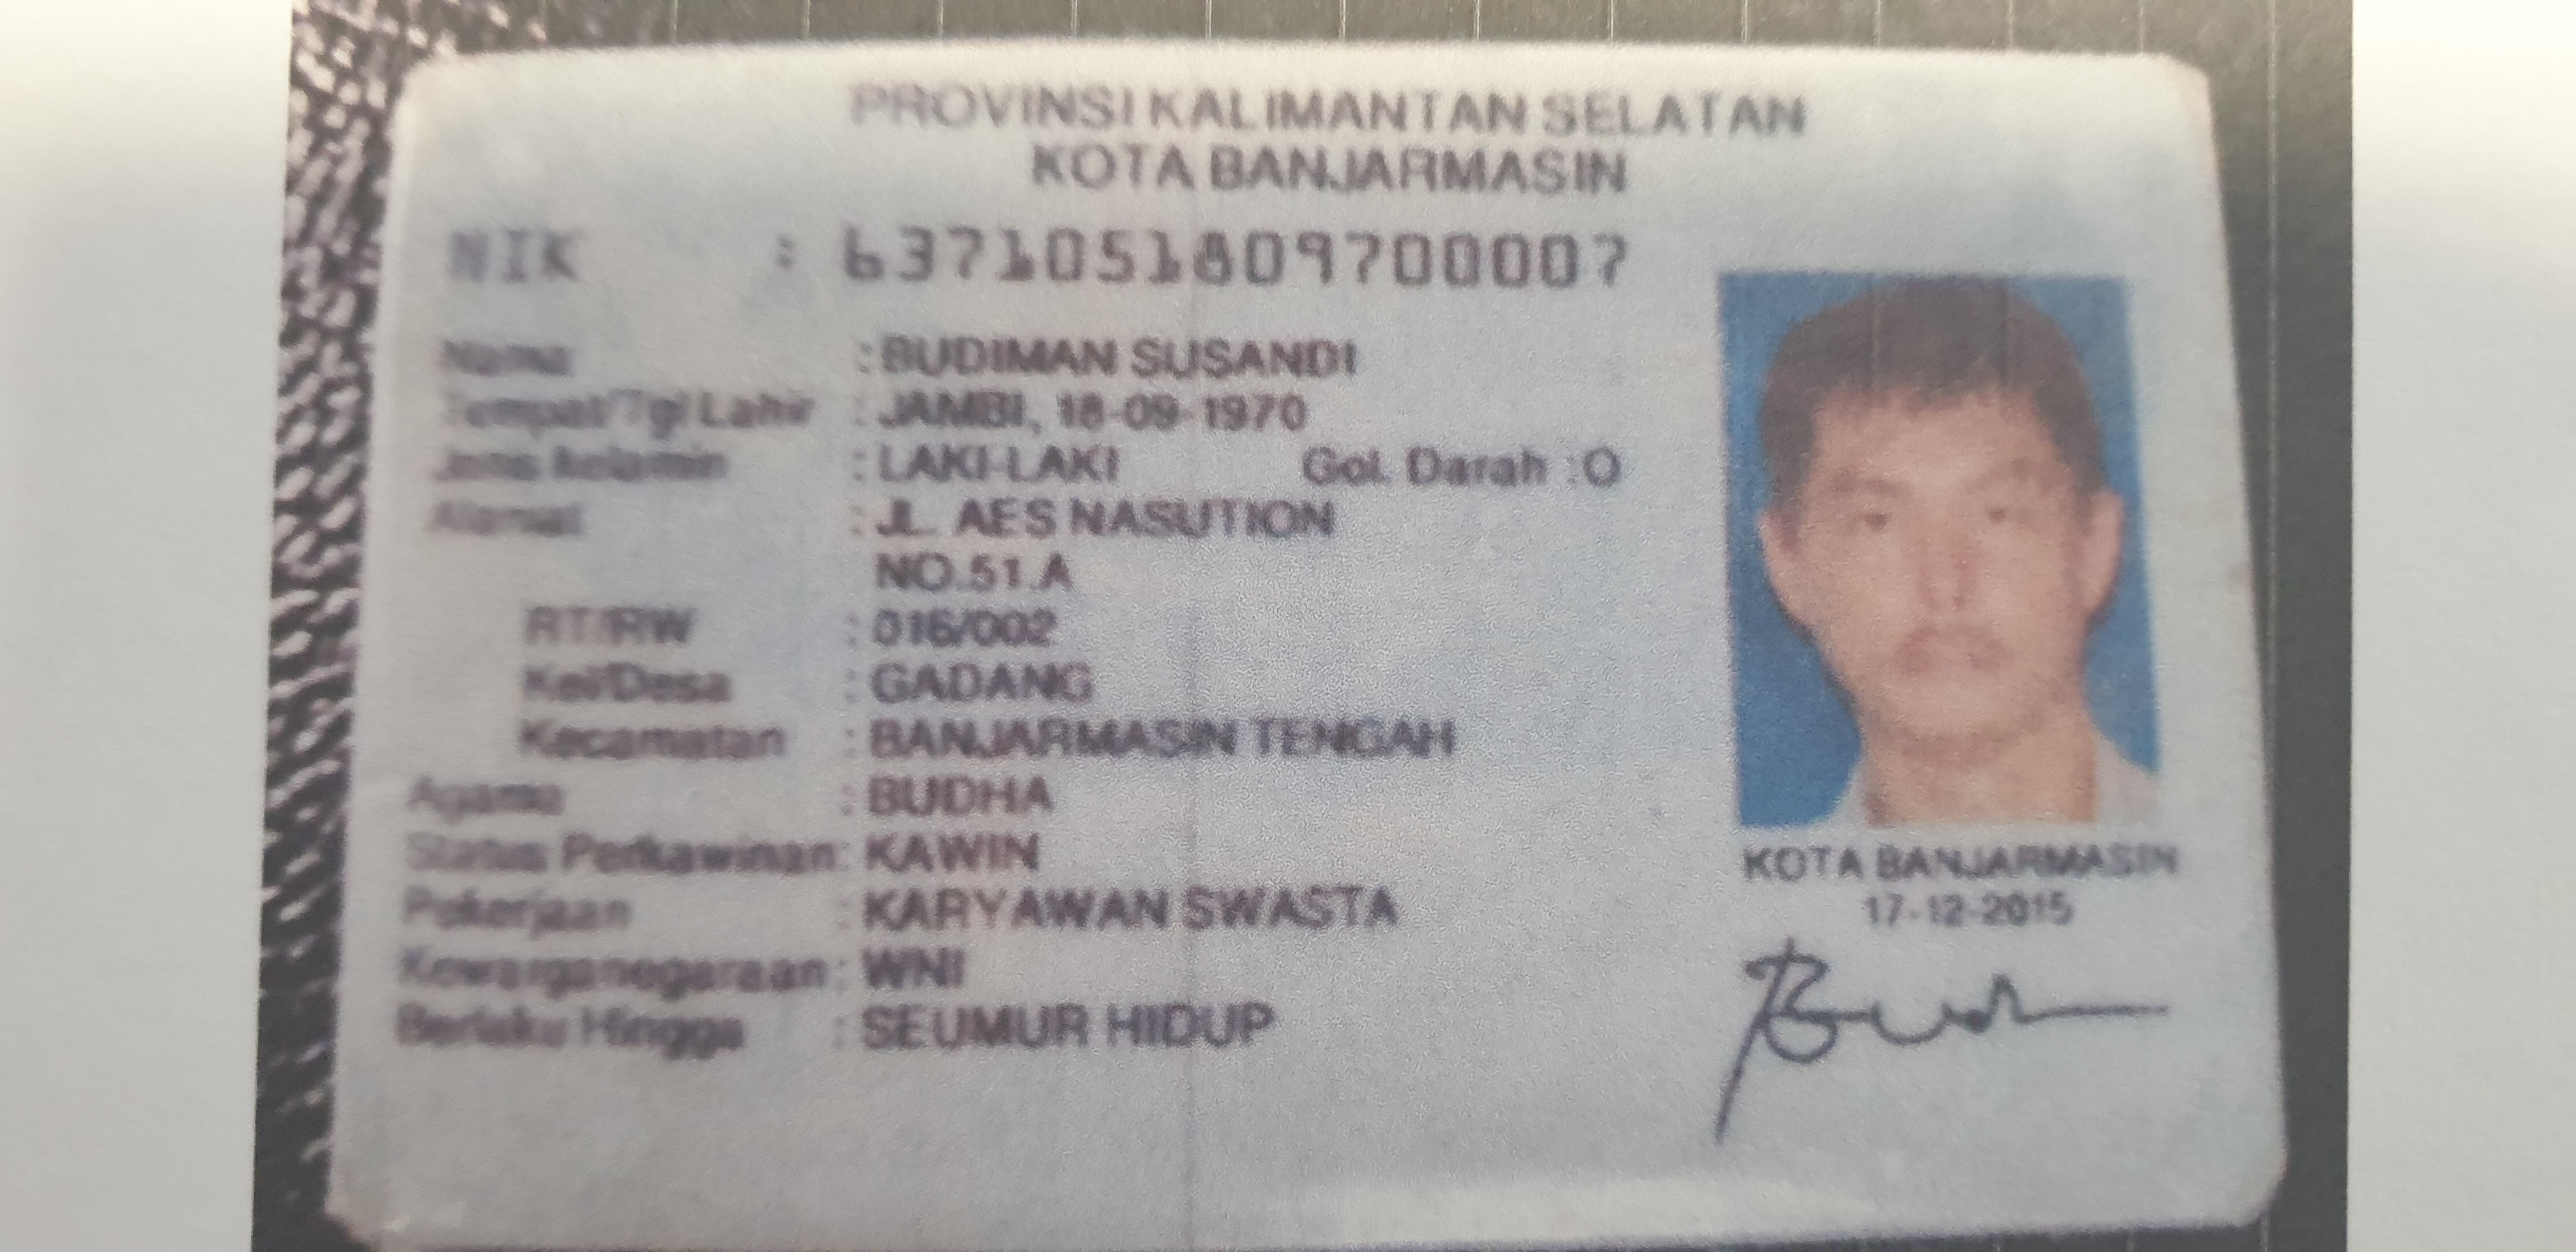 PROVINSI KALIMANTAN SELATAN
KOTA BANJARMASIN
NIK : 6371051809700007
Nama : BUDIMAN SUSANDI
Tempat/Tgl Lahir : JAMBI, 18-09-1970
Jenis kelamin : LAKI-LAKI Gol. Darah : O
Alamat : JL. AES NASUTION
NO.51 A
RT/RW : 016/002
Kel/Desa : GADANG
Kecamatan : BANJARMASIN TENGAH
Agama : BUDHA
Status Perkawinan: KAWIN
Pekerjaan : KARYAWAN SWASTA
Kewarganegaraan: WNI
Berlaku Hingga : SEUMUR HIDUP
KOTA BANJARMASIN
17-12-2015